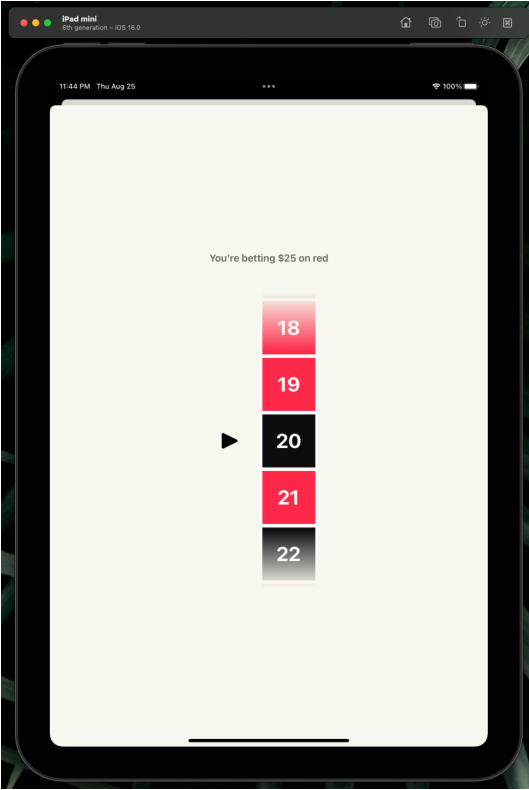 iPad mini
6th generation – iOS 16.0
11:44 PM Thu Aug 25
100%
You're betting $25 on red
18
19
20
21
22